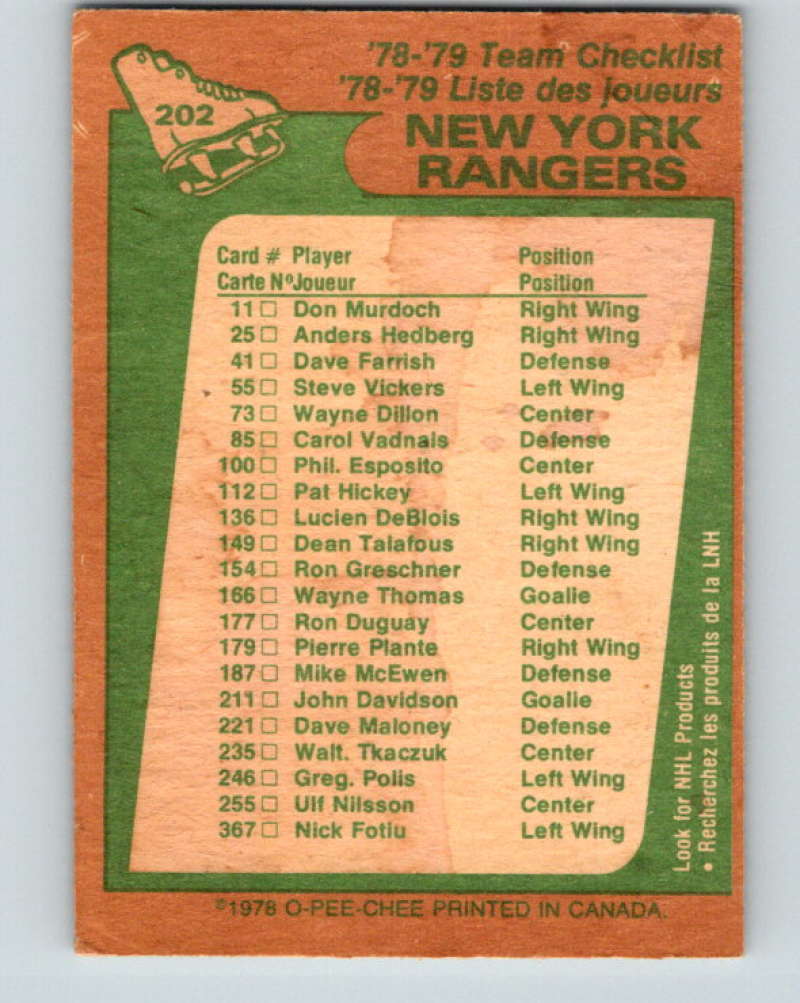 '78-'79 Team Checklist
'78-'79 Liste des joueurs
202
NEW YORK
RANGERS
Card # Player Position
Carte Nº Joueur Position
11 □ Don Murdoch Right Wing
25 □ Anders Hedberg Right Wing
41 □ Dave Farrish Defense
55 □ Steve Vickers Left Wing
73 □ Wayne Dillon Center
85 □ Carol Vadnais Defense
100 □ Phil. Esposito Center
112 □ Pat Hickey Left Wing
136 □ Lucien DeBlois Right Wing
149 □ Dean Talafous Right Wing
154 □ Ron Greschner Defense
166 □ Wayne Thomas Goalie
177 □ Ron Duguay Center
179 □ Pierre Plante Right Wing
187 □ Mike McEwen Defense
211 □ John Davidson Goalie
221 □ Dave Maloney Defense
235 □ Walt. Tkaczuk Center
246 □ Greg. Polis Left Wing
255 □ Ulf Nilsson Center
367 □ Nick Fotiu Left Wing
Look for NHL Products
• Recherchez les produits de la LNH
©1978 O-PEE-CHEE PRINTED IN CANADA.